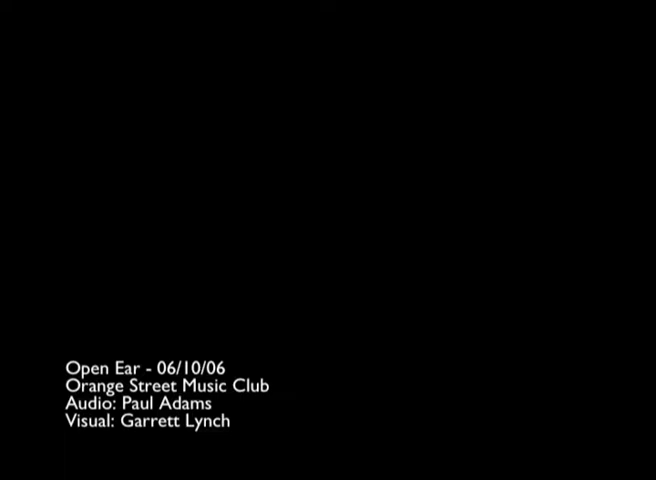 Open Ear - 06/10/06
Orange Street Music Club
Audio: Paul Adams
Visual: Garrett Lynch